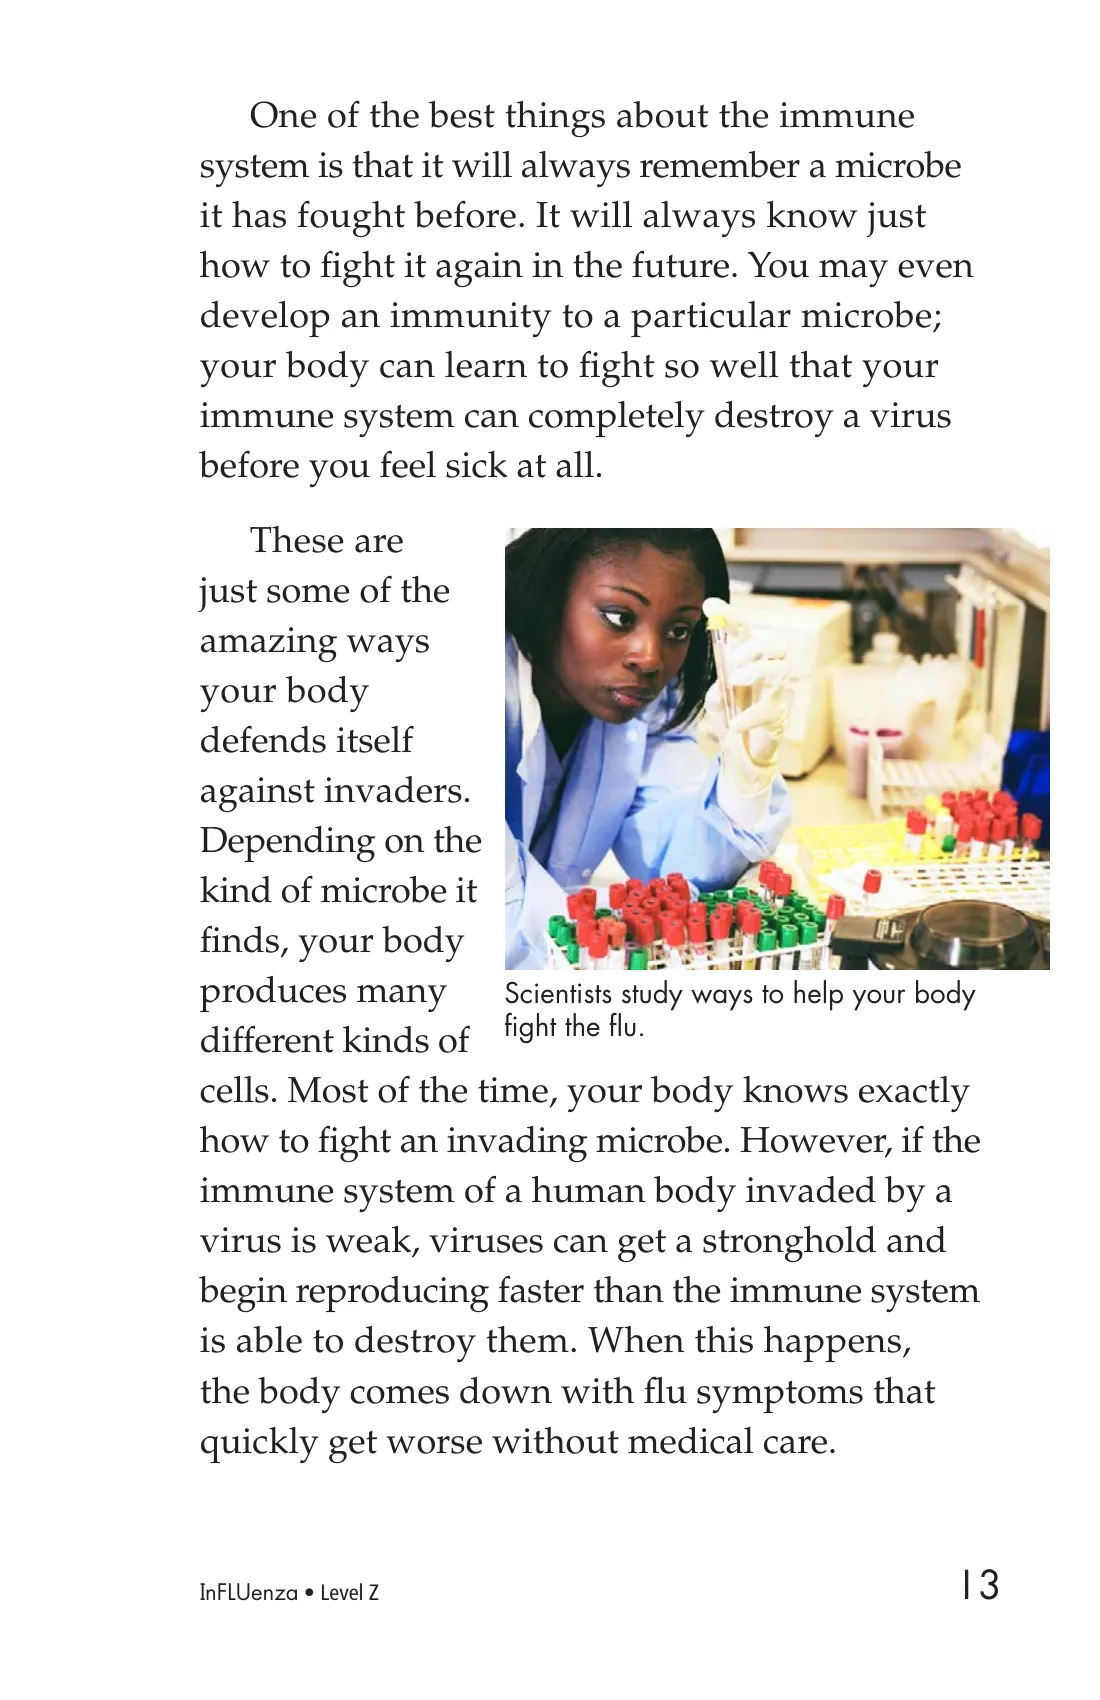 One of the best things about the immune
system is that it will always remember a microbe
it has fought before. It will always know just
how to fight it again in the future. You may even
develop an immunity to a particular microbe;
your body can learn to fight so well that your
immune system can completely destroy a virus
before you feel sick at all.
These are
just some of the
amazing ways
your body
defends itself
against invaders.
Depending on the
kind of microbe it
finds, your body
produces many
different kinds of
cells. Most of the time, your body knows exactly
how to fight an invading microbe. However, if the
immune system of a human body invaded by a
virus is weak, viruses can get a stronghold and
begin reproducing faster than the immune system
is able to destroy them. When this happens,
the body comes down with flu symptoms that
quickly get worse without medical care.
Scientists study ways to help your body
fight the flu.
InFLUenza • Level Z
13